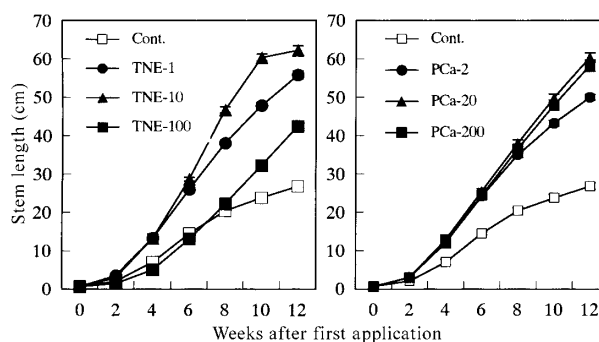 Stem length (cm)
70
60
50
40
30
20
10
0
Cont.
TNE-1
TNE-10
TNE-100
0 2 4 6 8 10 12
70
60
50
40
30
20
10
0
Cont.
PCa-2
PCa-20
PCa-200
0 2 4 6 8 10 12
Weeks after first application